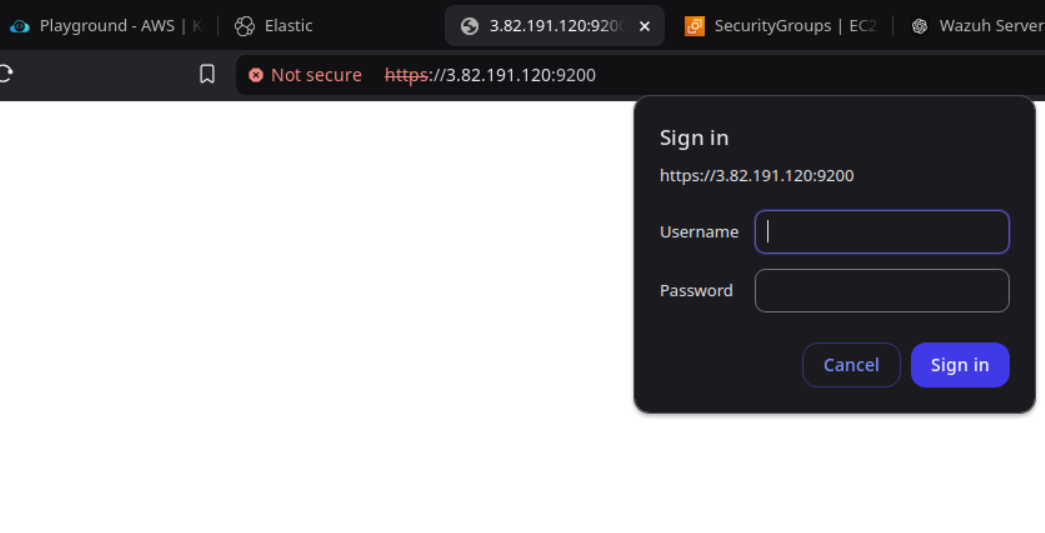 Playground - AWS | K
Elastic
3.82.191.120:9200
SecurityGroups | EC2
Wazuh Server
Not secure https://3.82.191.120:9200
Sign in
https://3.82.191.120:9200
Username
Password
Cancel
Sign in